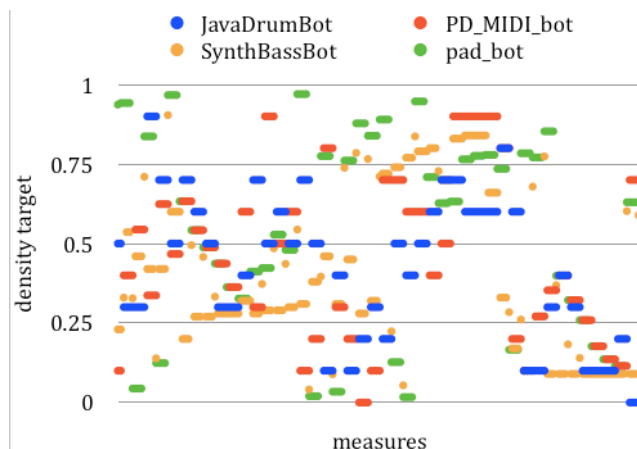 JavaDrumBot PD_MIDI_bot
SynthBassBot pad_bot
1
0.75
0.5
0.25
0
density target
measures